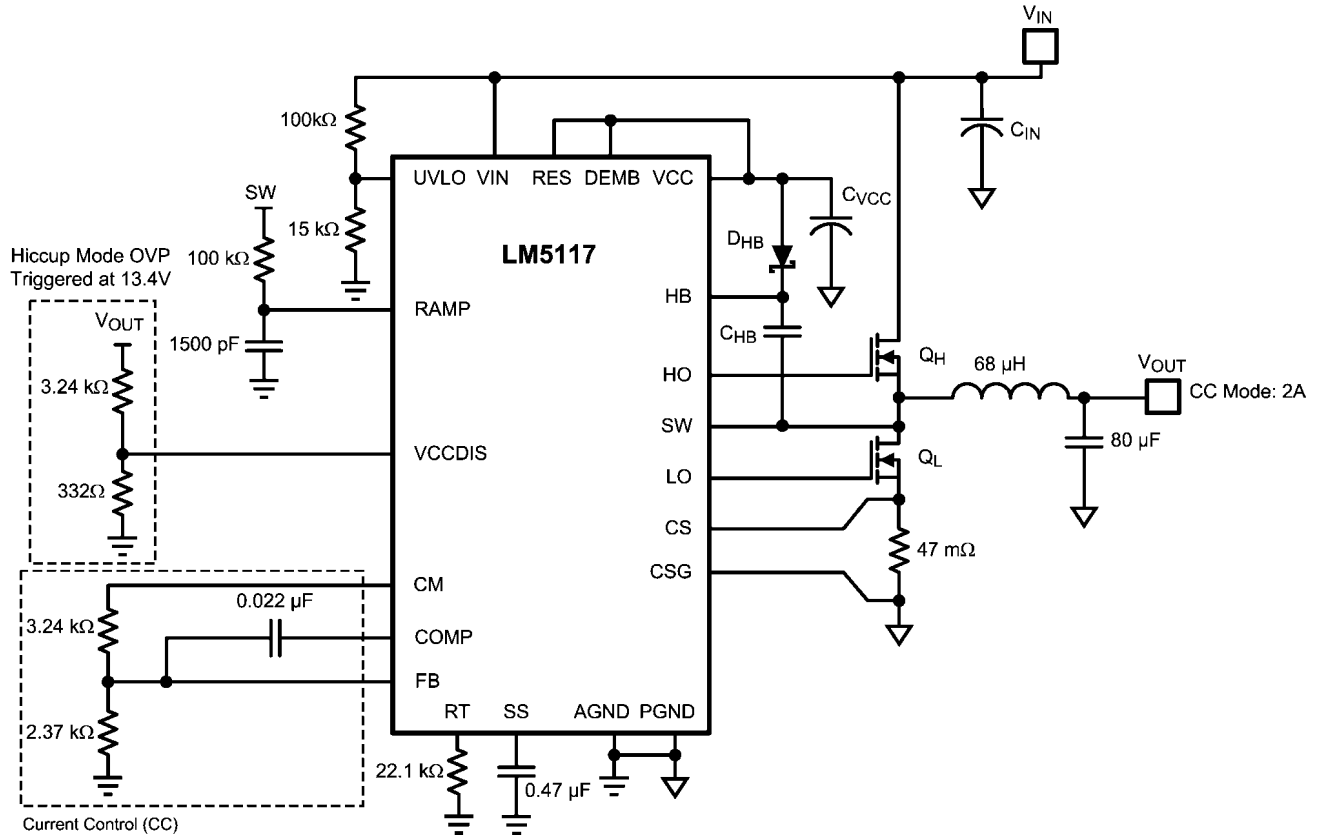 VIN
100kΩ
CIN
UVLO VIN RES DEMB VCC
SW
CVCC
15 kΩ
DHB
LM5117
Hiccup Mode OVP
Triggered at 13.4V
100 kΩ
HB
RAMP
VOUT
CHB
1500 pF
QH
68 µH
VOUT
HO
3.24 kΩ
CC Mode: 2A
SW
80 µF
VCCDIS
QL
LO
332Ω
CS
47 mΩ
CSG
CM
0.022 µF
3.24 kΩ
COMP
FB
RT SS AGND PGND
2.37 kΩ
22.1 kΩ
0.47 µF
Current Control (CC)